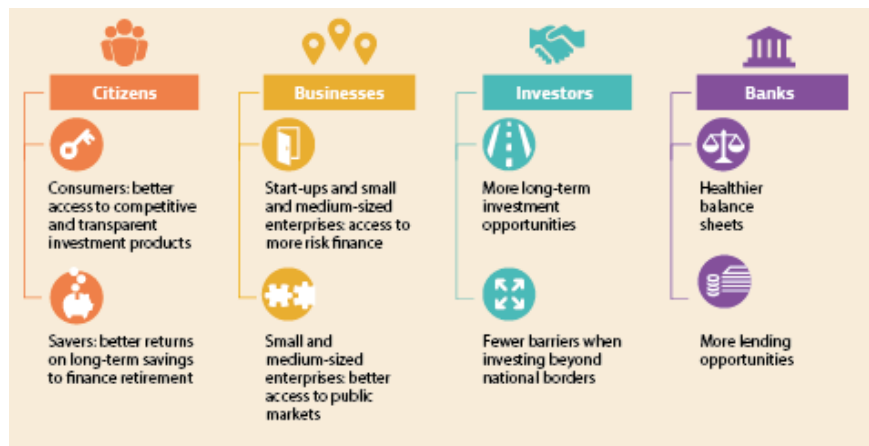 Citizens
Consumers: better
access to competitive
and transparent
investment products
Savers: better returns
on long-term savings
to finance retirement
Businesses
Start-ups and small
and medium-sized
enterprises: access to
more risk finance
Small and
medium-sized
enterprises: better
access to public
markets
Investors
More long-term
investment
opportunities
Fewer barriers when
investing beyond
national borders
Banks
Healthier
balance
sheets
More lending
opportunities